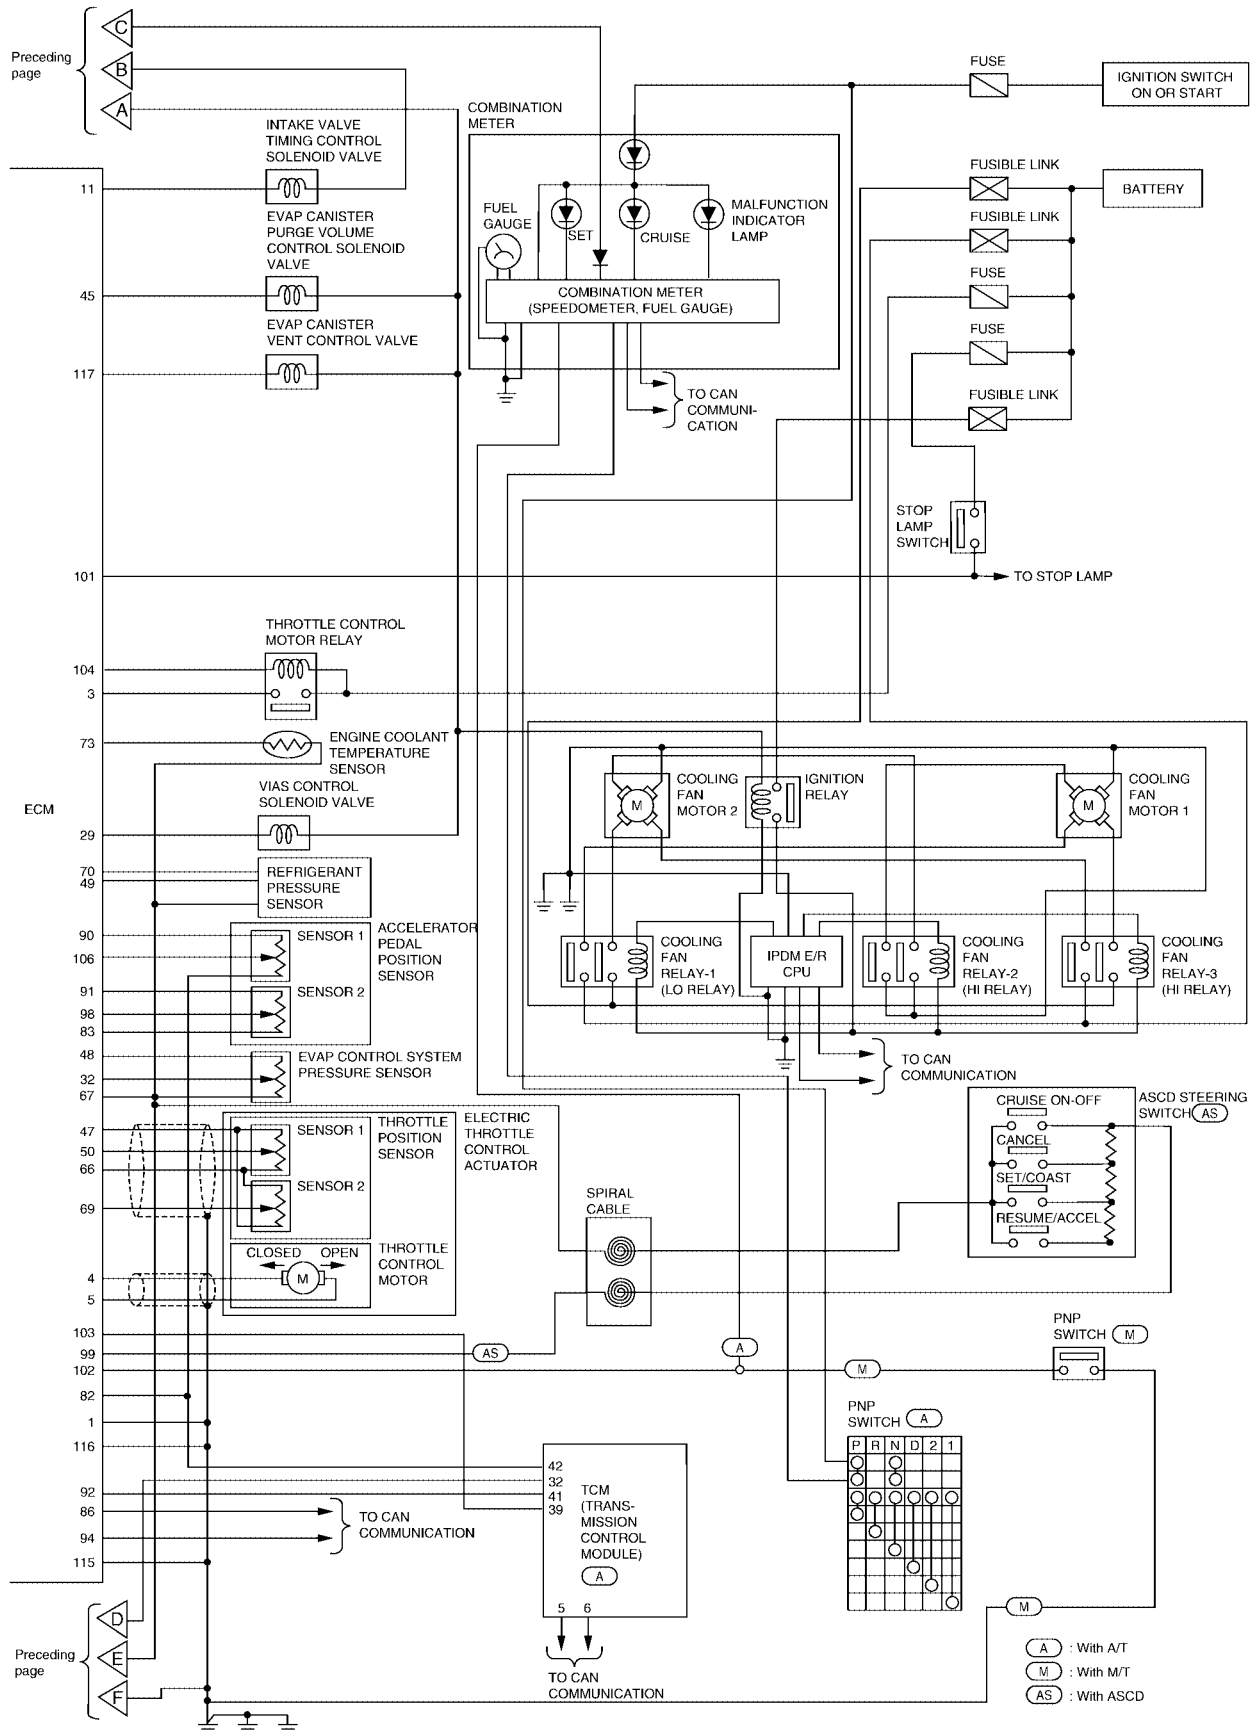 C
Preceding
page
B
A
FUSE
IGNITION SWITCH
ON OR START
COMBINATION
METER
INTAKE VALVE
TIMING CONTROL
SOLENOID VALVE
11
FUSIBLE LINK
BATTERY
FUSIBLE LINK
FUSE
FUSE
FUSIBLE LINK
EVAP CANISTER
PURGE VOLUME
CONTROL SOLENOID
VALVE
45
FUEL
GAUGE
SET
CRUISE
MALFUNCTION
INDICATOR
LAMP
COMBINATION METER
(SPEEDOMETER, FUEL GAUGE)
EVAP CANISTER
VENT CONTROL VALVE
117
TO CAN
COMMUNI-
CATION
STOP
LAMP
SWITCH
101
TO STOP LAMP
THROTTLE CONTROL
MOTOR RELAY
104
3
73
ENGINE COOLANT
TEMPERATURE
SENSOR
VIAS CONTROL
SOLENOID VALVE
ECM
29
M
COOLING
FAN
MOTOR 2
IGNITION
RELAY
M
COOLING
FAN
MOTOR 1
70
49
REFRIGERANT
PRESSURE
SENSOR
90
106
SENSOR 1
ACCELERATOR
PEDAL
POSITION
SENSOR
91
98
83
SENSOR 2
COOLING
FAN
RELAY-1
(LO RELAY)
IPDM E/R
CPU
COOLING
FAN
RELAY-2
(HI RELAY)
COOLING
FAN
RELAY-3
(HI RELAY)
48
32
67
EVAP CONTROL SYSTEM
PRESSURE SENSOR
TO CAN
COMMUNICATION
47
50
66
69
SENSOR 1
SENSOR 2
THROTTLE
POSITION
SENSOR
ELECTRIC
THROTTLE
CONTROL
ACTUATOR
CRUISE ON-OFF
CANCEL
SET/COAST
RESUME/ACCEL
ASCD STEERING
SWITCH AS
SPIRAL
CABLE
CLOSED OPEN
M
THROTTLE
CONTROL
MOTOR
4
5
103
99
AS
102
A
M
PNP
SWITCH M
82
1
116
PNP
SWITCH A
P R N D 2 1
92
86
94
115
TO CAN
COMMUNICATION
42
32
41
39
TCM
(TRANS-
MISSION
CONTROL
MODULE)
A
5 6
TO CAN
COMMUNICATION
D
Preceding
page
E
F
M
A : With A/T
M : With M/T
AS : With ASCD